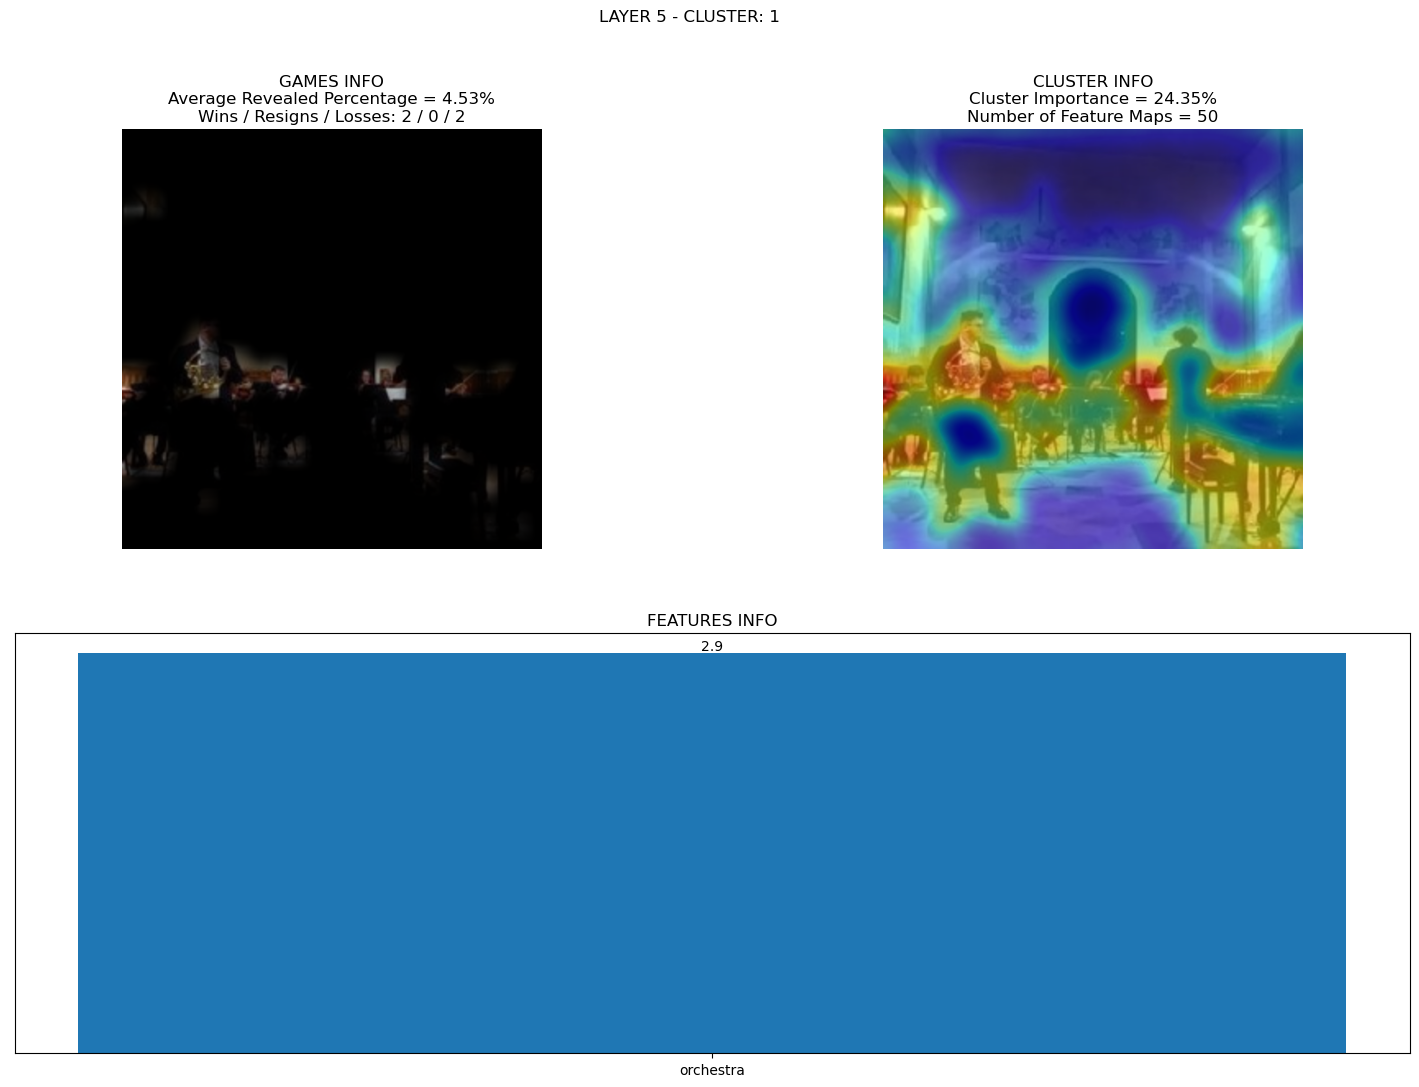 LAYER 5 - CLUSTER: 1
GAMES INFO
Average Revealed Percentage = 4.53%
Wins / Resigns / Losses: 2 / 0 / 2
CLUSTER INFO
Cluster Importance = 24.35%
Number of Feature Maps = 50
FEATURES INFO
2.9
orchestra